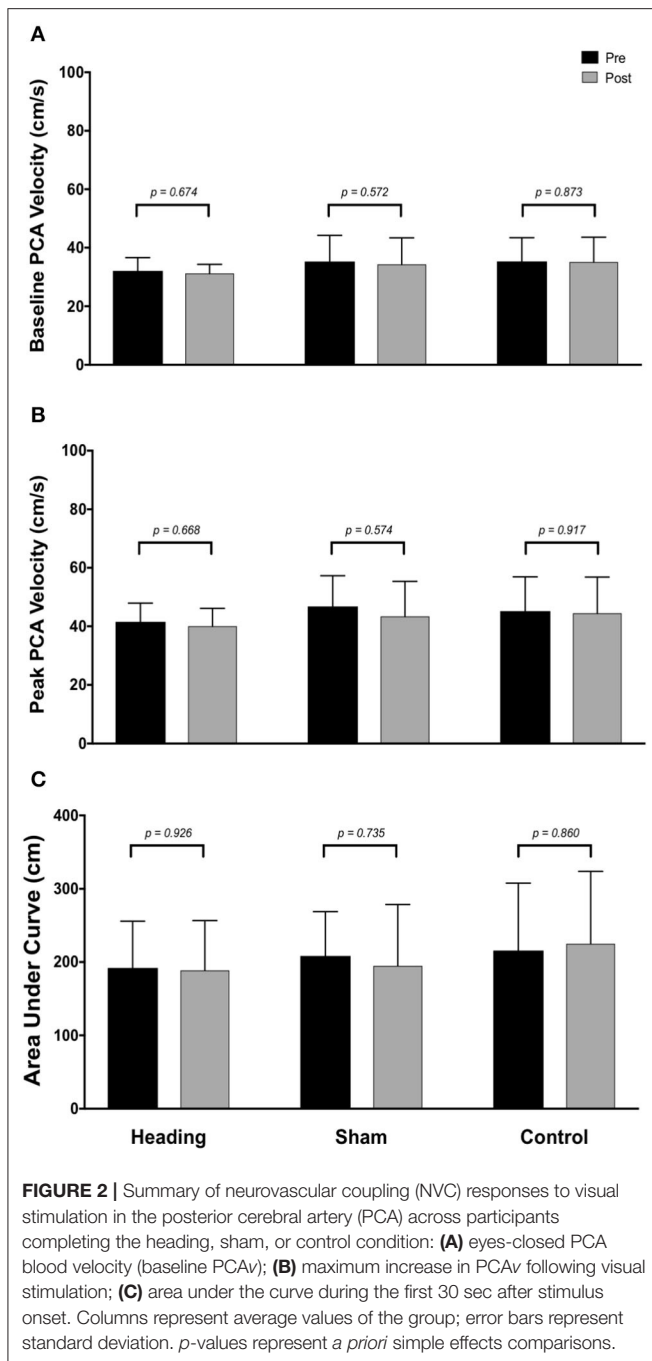 A
Pre
Post
Baseline PCA Velocity (cm/s)
100
80
60
40
20
0
p = 0.674
p = 0.572
p = 0.873
B
Peak PCA Velocity (cm/s)
100
80
60
40
20
0
p = 0.668
p = 0.574
p = 0.917
C
Area Under Curve (cm)
400
300
200
100
0
p = 0.926
p = 0.735
p = 0.860
Heading
Sham
Control
FIGURE 2 | Summary of neurovascular coupling (NVC) responses to visual
stimulation in the posterior cerebral artery (PCA) across participants
completing the heading, sham, or control condition: (A) eyes-closed PCA
blood velocity (baseline PCAv); (B) maximum increase in PCAv following visual
stimulation; (C) area under the curve during the first 30 sec after stimulus
onset. Columns represent average values of the group; error bars represent
standard deviation. p-values represent a priori simple effects comparisons.